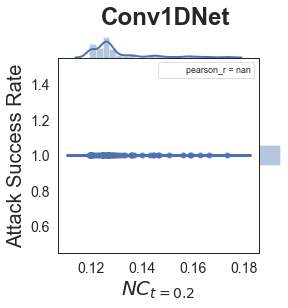 Conv1DNet
pearson_r = nan
Attack Success Rate
1.4
1.2
1.0
0.8
0.6
0.12 0.14 0.16 0.18
NC_{t=0.2}